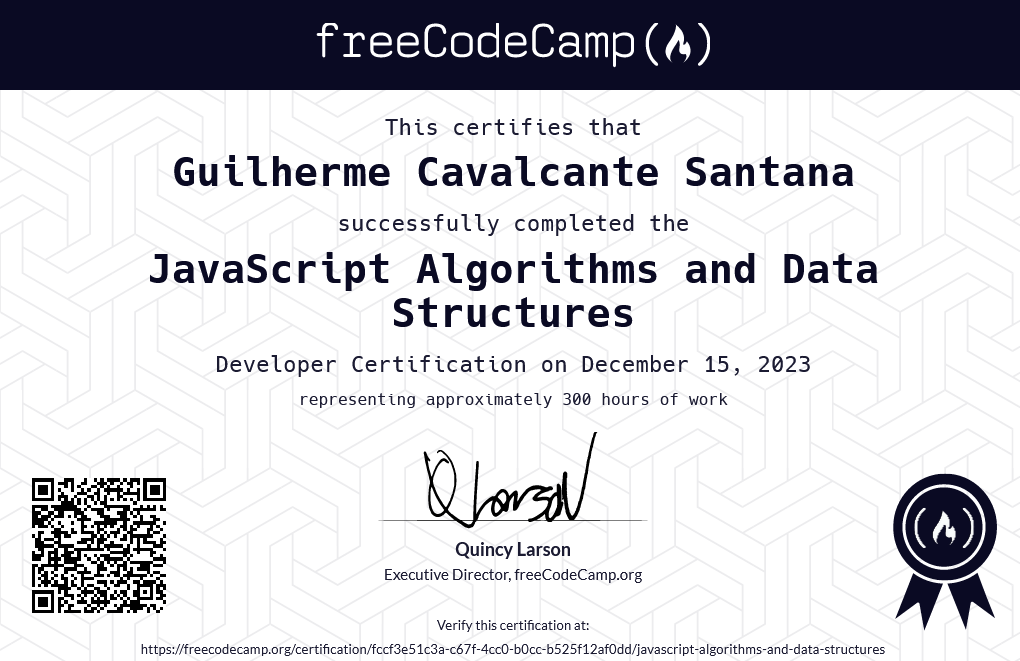 freeCodeCamp
This certifies that
Guilherme Cavalcante Santana
successfully completed the
JavaScript Algorithms and Data
Structures
Developer Certification on December 15, 2023
representing approximately 300 hours of work
QLarson
Quincy Larson
Executive Director, freeCodeCamp.org
Verify this certification at:
https://freecodecamp.org/certification/fccf3e51c3a-c67f-4cc0-b0cc-b525f12af0dd/javascript-algorithms-and-data-structures